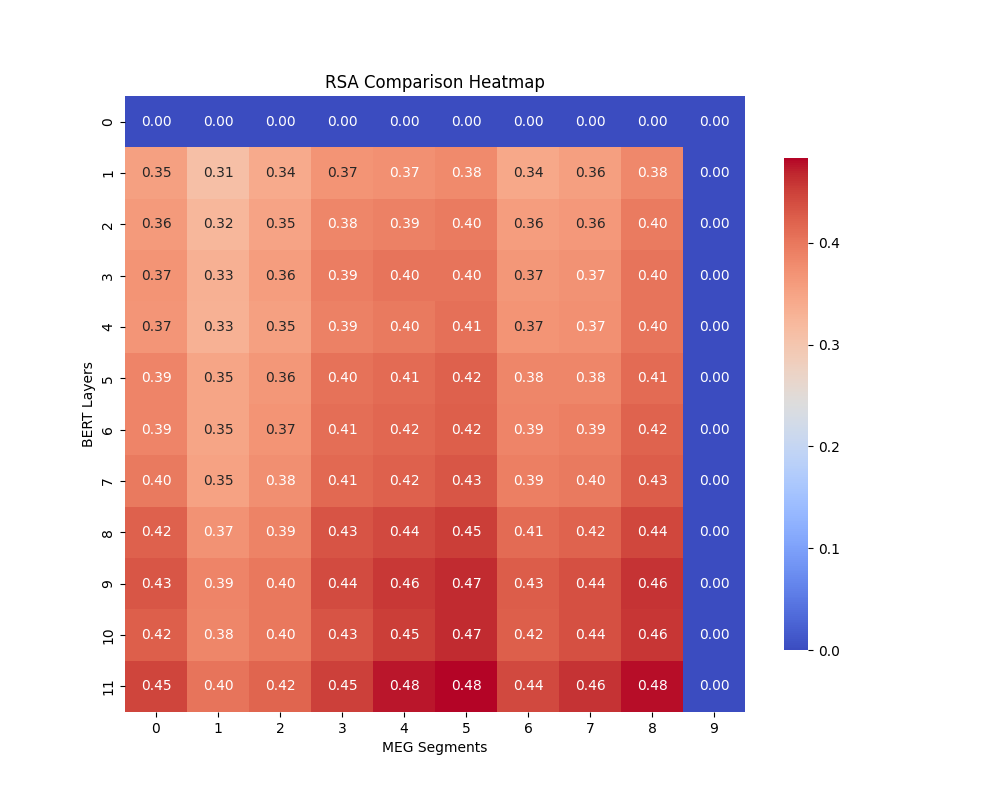 RSA Comparison Heatmap
0 0.00 0.00 0.00 0.00 0.00 0.00 0.00 0.00 0.00 0.00
1 0.35 0.31 0.34 0.37 0.37 0.38 0.34 0.36 0.38 0.00
2 0.36 0.32 0.35 0.38 0.39 0.40 0.36 0.36 0.40 0.00
3 0.37 0.33 0.36 0.39 0.40 0.40 0.37 0.37 0.40 0.00
4 0.37 0.33 0.35 0.39 0.40 0.41 0.37 0.37 0.40 0.00
5 0.39 0.35 0.36 0.40 0.41 0.42 0.38 0.38 0.41 0.00
6 0.39 0.35 0.37 0.41 0.42 0.42 0.39 0.39 0.42 0.00
7 0.40 0.35 0.38 0.41 0.42 0.43 0.39 0.40 0.43 0.00
8 0.42 0.37 0.39 0.43 0.44 0.45 0.41 0.42 0.44 0.00
9 0.43 0.39 0.40 0.44 0.46 0.47 0.43 0.44 0.46 0.00
10 0.42 0.38 0.40 0.43 0.45 0.47 0.42 0.44 0.46 0.00
11 0.45 0.40 0.42 0.45 0.48 0.48 0.44 0.46 0.48 0.00
0 1 2 3 4 5 6 7 8 9
MEG Segments
BERT Layers
0.4
0.3
0.2
0.1
0.0